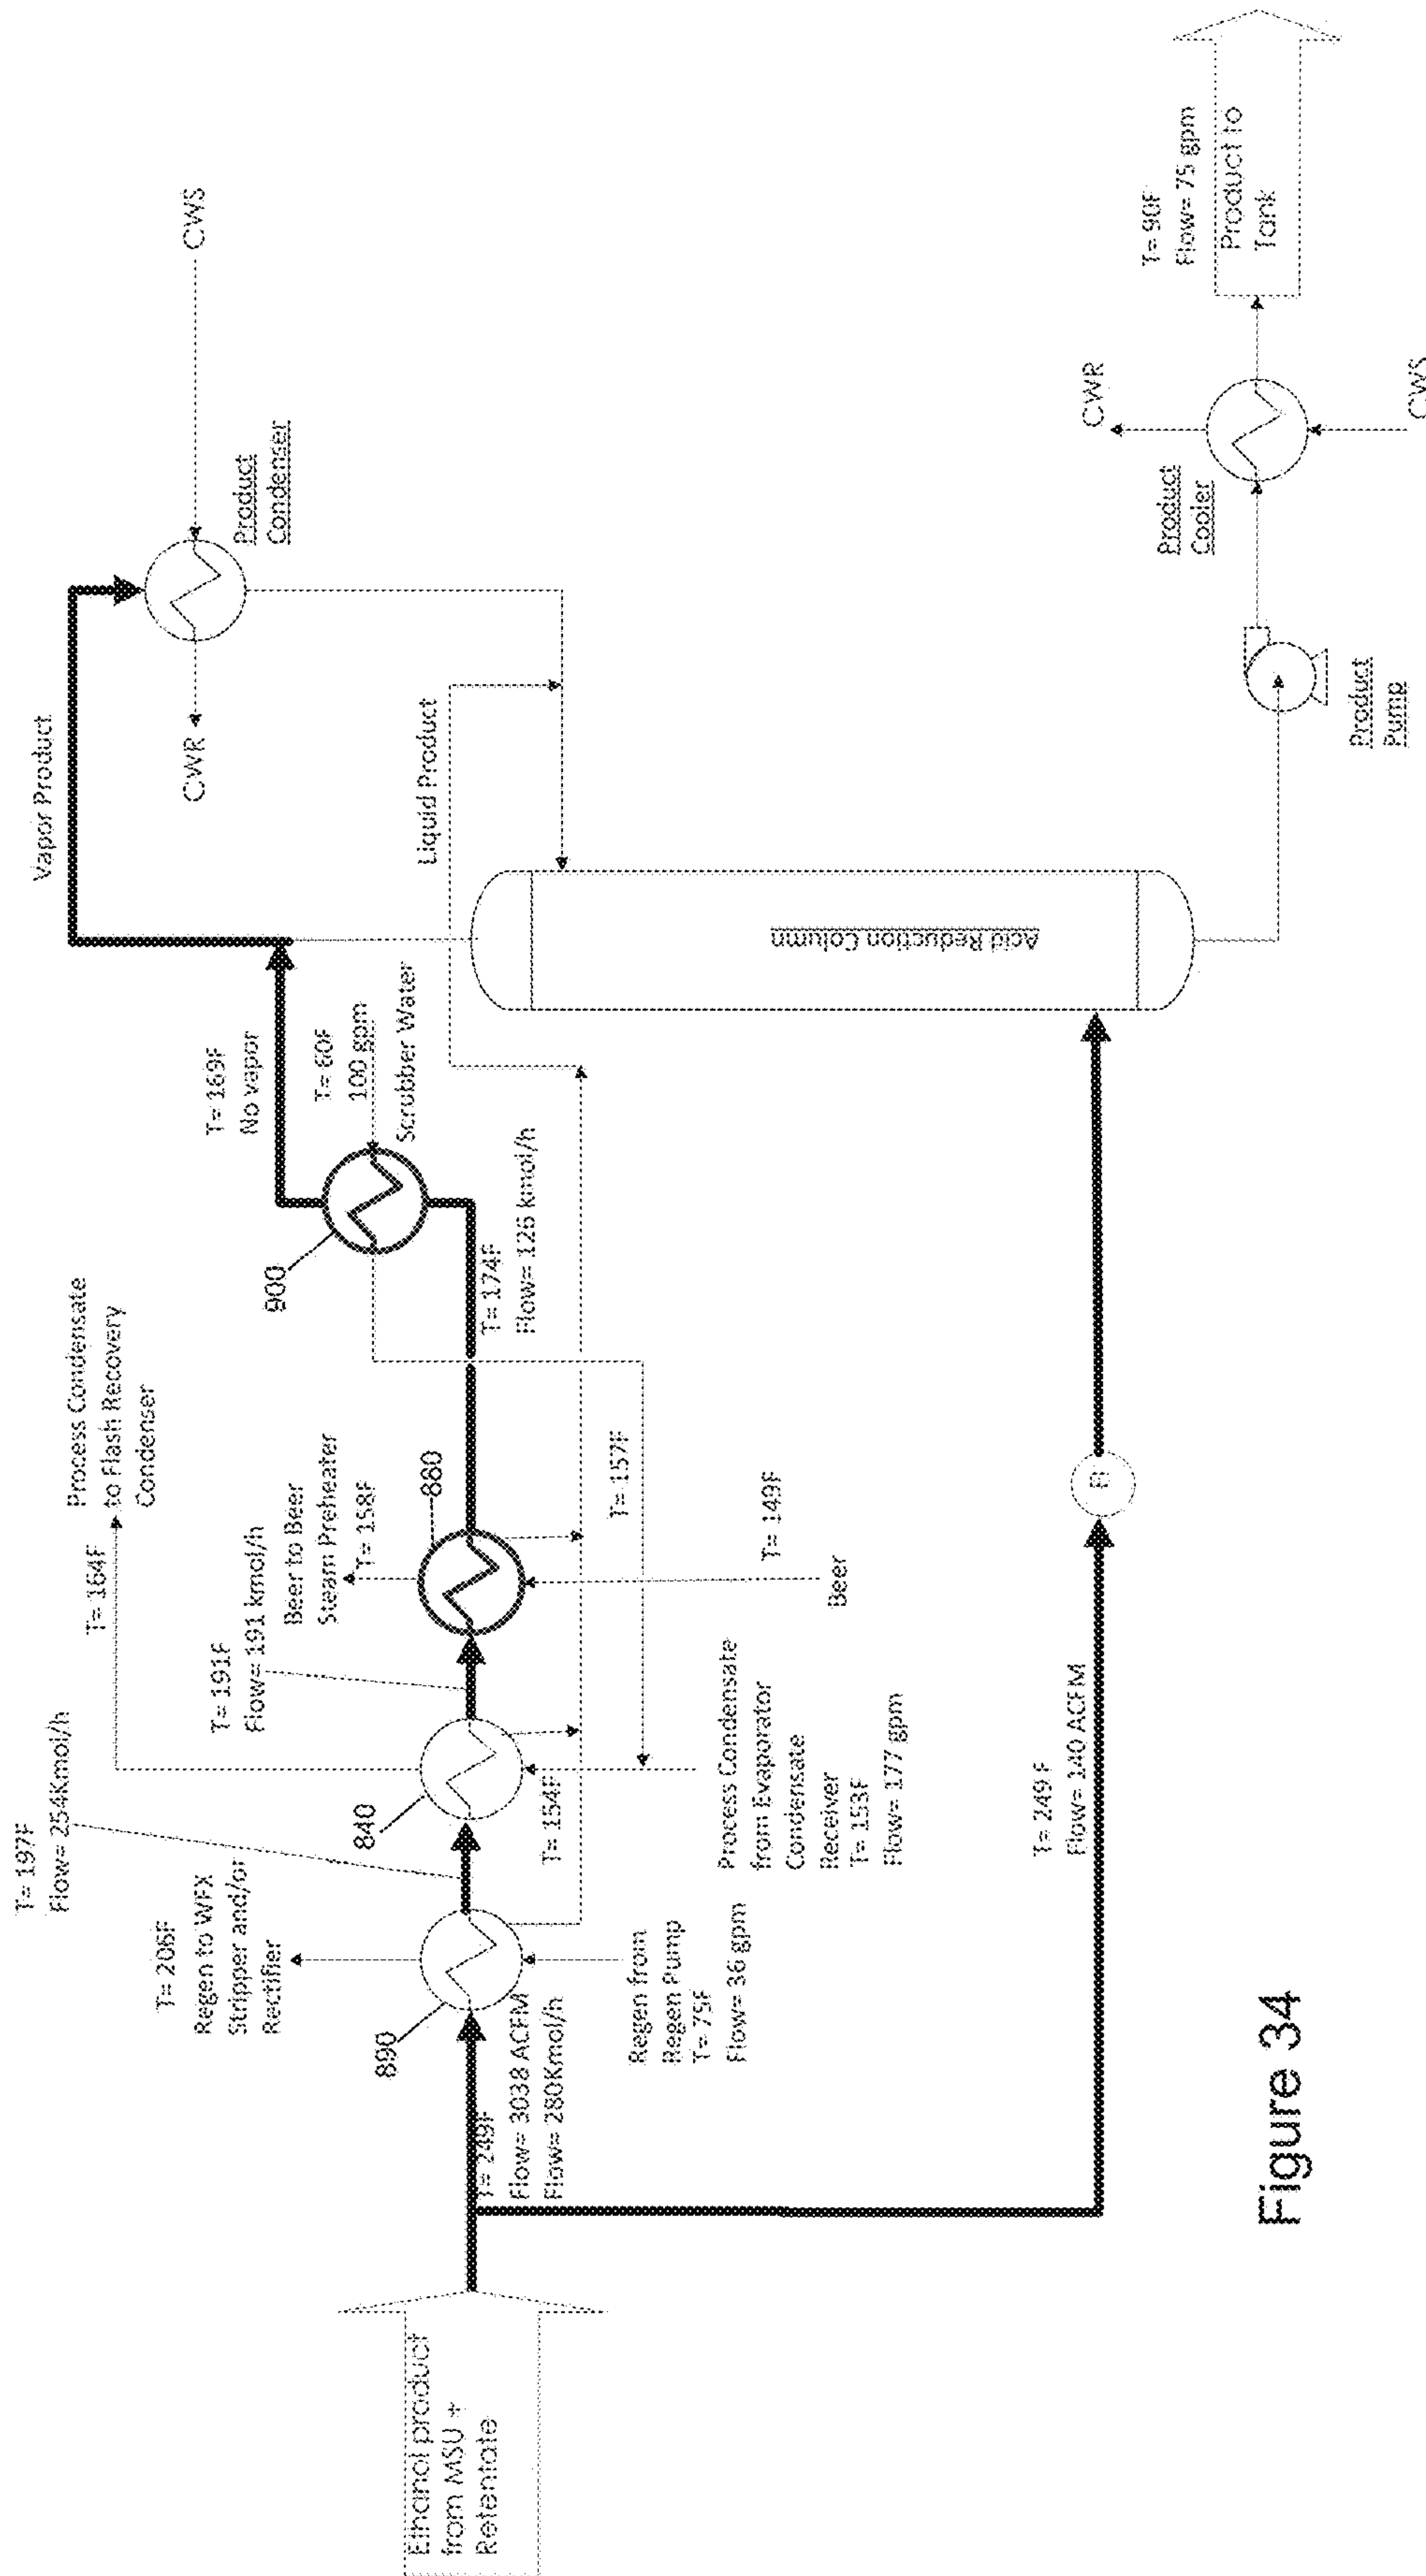 Ethanol product
from MSU +
Retentate
T= 249F
Flow= 3038 ACFM
Flow= 280Kmol/h
890
T= 206F
Regen to WFX
Stripper and/or
Rectifier
Regen from
Regen Pump
T= 75F
Flow= 36 gpm
T= 197F
Flow= 254Kmol/h
840
T= 154F
Process Condensate
from Evaporator
Condensate
Receiver
T= 153F
Flow= 177 gpm
T= 164F
Process Condensate
to Flash Recovery
Condenser
T= 191F
Flow= 191 kmol/h
Beer to Beer
Steam Preheater
T= 158F
880
T= 149F
Beer
T= 157F
T= 174F
Flow= 126 kmol/h
900
T= 169F
No vapor
T= 60F
100 gpm
Scrubber Water
Vapor Product
Liquid Product
CWR
CWS
Product
Condenser
Acid Reduction Column
T= 249 F
Flow= 140 ACFM
FI
Product
Pump
Product
Cooler
CWR
CWS
T= 90F
Flow= 75 gpm
Product to
Tank
Figure 34